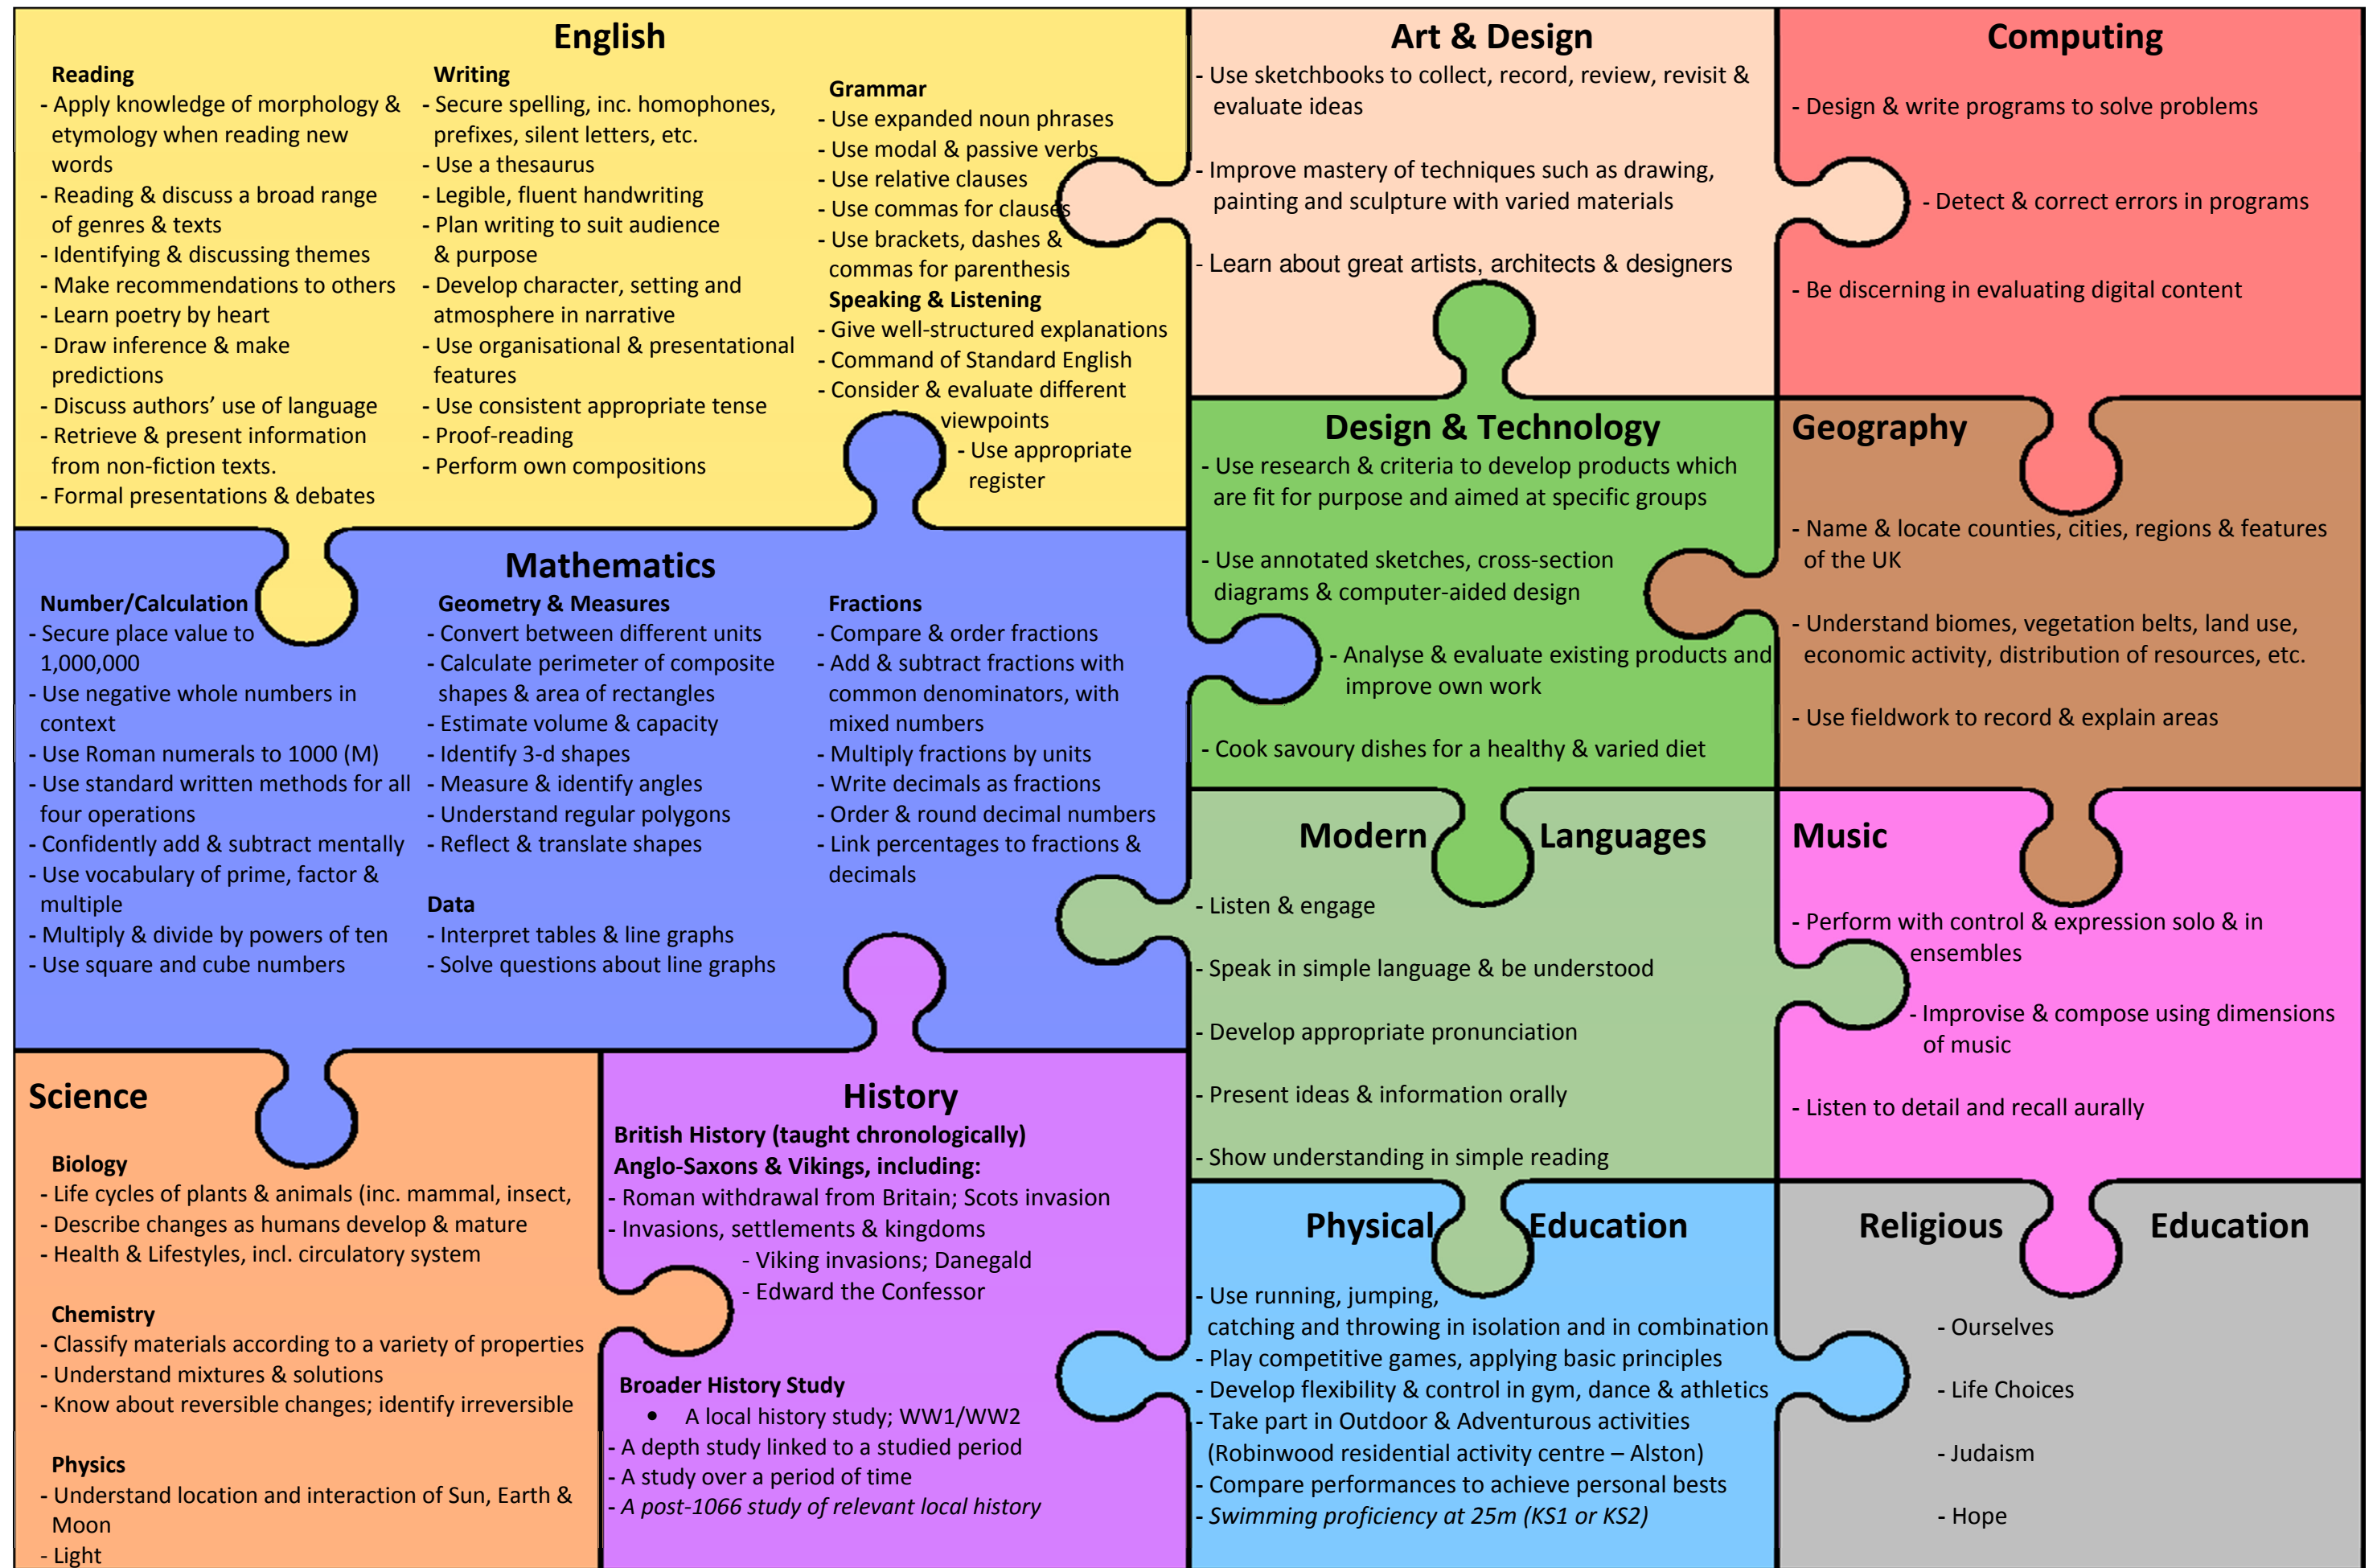 English
Reading
- Apply knowledge of morphology &
etymology when reading new
words
- Reading & discuss a broad range
of genres & texts
- Identifying & discussing themes
- Make recommendations to others
- Learn poetry by heart
- Draw inference & make
predictions
- Discuss authors’ use of language
- Retrieve & present information
from non-fiction texts.
- Formal presentations & debates
Writing
- Secure spelling, inc. homophones,
prefixes, silent letters, etc.
- Use a thesaurus
- Legible, fluent handwriting
- Plan writing to suit audience
& purpose
- Develop character, setting and
atmosphere in narrative
- Use organisational & presentational
features
- Use consistent appropriate tense
- Proof-reading
- Perform own compositions
Grammar
- Use expanded noun phrases
- Use modal & passive verbs
- Use relative clauses
- Use commas for clauses
- Use brackets, dashes &
commas for parenthesis
Speaking & Listening
- Give well-structured explanations
- Command of Standard English
- Consider & evaluate different
viewpoints
- Use appropriate
register
Art & Design
- Use sketchbooks to collect, record, review, revisit &
evaluate ideas
- Improve mastery of techniques such as drawing,
painting and sculpture with varied materials
- Learn about great artists, architects & designers
Computing
- Design & write programs to solve problems
- Detect & correct errors in programs
- Be discerning in evaluating digital content
Design & Technology
- Use research & criteria to develop products which
are fit for purpose and aimed at specific groups
- Use annotated sketches, cross-section
diagrams & computer-aided design
- Analyse & evaluate existing products and
improve own work
- Cook savoury dishes for a healthy & varied diet
Geography
- Name & locate counties, cities, regions & features
of the UK
- Understand biomes, vegetation belts, land use,
economic activity, distribution of resources, etc.
- Use fieldwork to record & explain areas
Mathematics
Number/Calculation
- Secure place value to
1,000,000
- Use negative whole numbers in
context
- Use Roman numerals to 1000 (M)
- Use standard written methods for all
four operations
- Confidently add & subtract mentally
- Use vocabulary of prime, factor &
multiple
- Multiply & divide by powers of ten
- Use square and cube numbers
Geometry & Measures
- Convert between different units
- Calculate perimeter of composite
shapes & area of rectangles
- Estimate volume & capacity
- Identify 3-d shapes
- Measure & identify angles
- Understand regular polygons
- Reflect & translate shapes
Data
- Interpret tables & line graphs
- Solve questions about line graphs
Fractions
- Compare & order fractions
- Add & subtract fractions with
common denominators, with
mixed numbers
- Multiply fractions by units
- Write decimals as fractions
- Order & round decimal numbers
- Link percentages to fractions &
decimals
Modern Languages
- Listen & engage
- Speak in simple language & be understood
- Develop appropriate pronunciation
- Present ideas & information orally
- Show understanding in simple reading
Music
- Perform with control & expression solo & in
ensembles
- Improvise & compose using dimensions
of music
- Listen to detail and recall aurally
Science
Biology
- Life cycles of plants & animals (inc. mammal, insect,
- Describe changes as humans develop & mature
- Health & Lifestyles, incl. circulatory system
Chemistry
- Classify materials according to a variety of properties
- Understand mixtures & solutions
- Know about reversible changes; identify irreversible
Physics
- Understand location and interaction of Sun, Earth &
Moon
- Light
History
British History (taught chronologically)
Anglo-Saxons & Vikings, including:
- Roman withdrawal from Britain; Scots invasion
- Invasions, settlements & kingdoms
- Viking invasions; Danegald
- Edward the Confessor
Broader History Study
• A local history study; WW1/WW2
- A depth study linked to a studied period
- A study over a period of time
- A post-1066 study of relevant local history
Physical Education
- Use running, jumping,
catching and throwing in isolation and in combination
- Play competitive games, applying basic principles
- Develop flexibility & control in gym, dance & athletics
- Take part in Outdoor & Adventurous activities
(Robinwood residential activity centre – Alston)
- Compare performances to achieve personal bests
- Swimming proficiency at 25m (KS1 or KS2)
Religious Education
- Ourselves
- Life Choices
- Judaism
- Hope